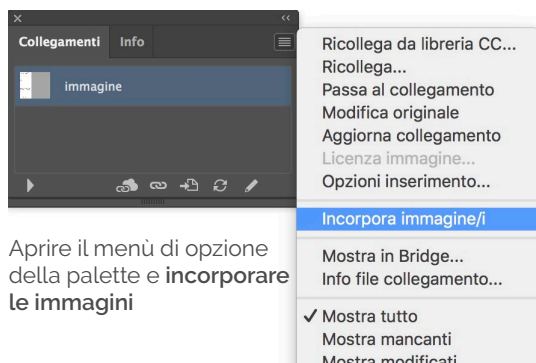 Collegamenti Info
immagine
Aprire il menù di opzione
della palette e incorporare
le immagini
Ricollega da libreria CC...
Ricollega...
Passa al collegamento
Modifica originale
Aggiorna collegamento
Licenza immagine...
Opzioni inserimento...
Incorpora immagine/i
Mostra in Bridge...
Info file collegamento...
Mostra tutto
Mostra mancanti
Mostra modificati